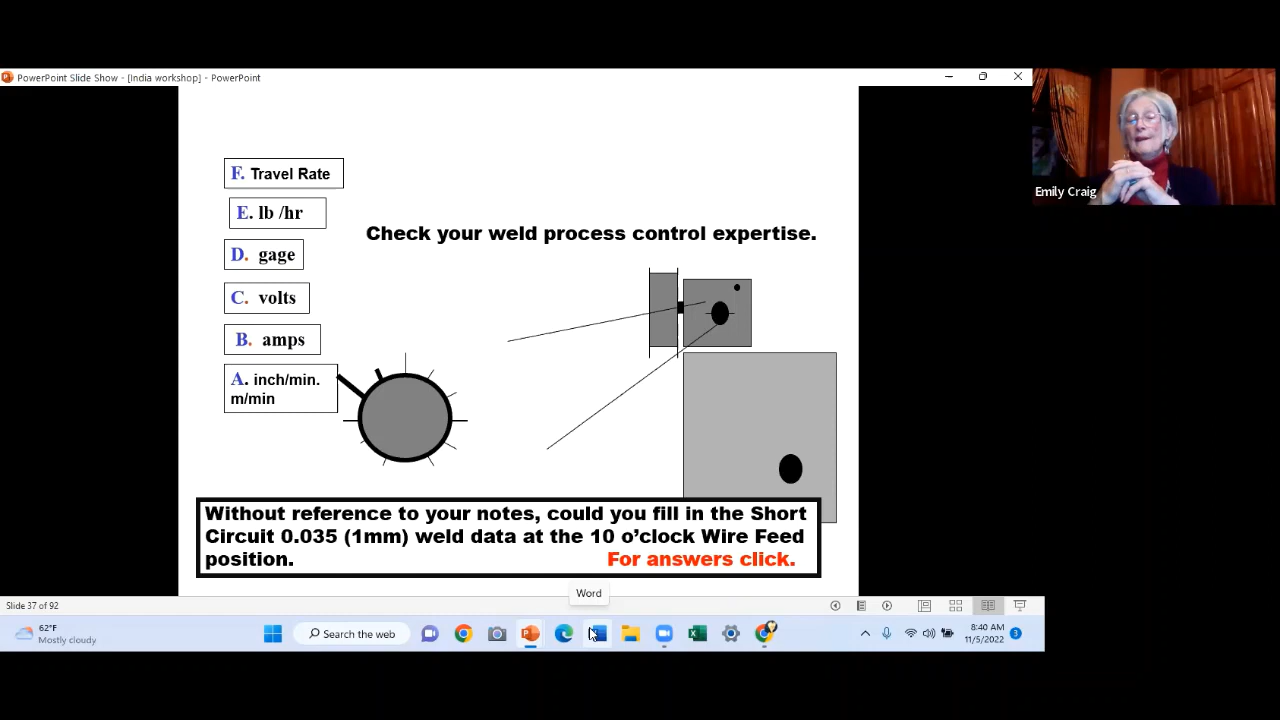 PowerPoint Slide Show - [India workshop] - PowerPoint
Emily Craig
F. Travel Rate
E. lb /hr
Check your weld process control expertise.
D. gage
C. volts
B. amps
A. inch/min.
m/min
Without reference to your notes, could you fill in the Short
Circuit 0.035 (1mm) weld data at the 10 o’clock Wire Feed
position. For answers click.
Word
Slide 37 of 92
62°F
Mostly cloudy
Search the web
8:40 AM
11/5/2022
3